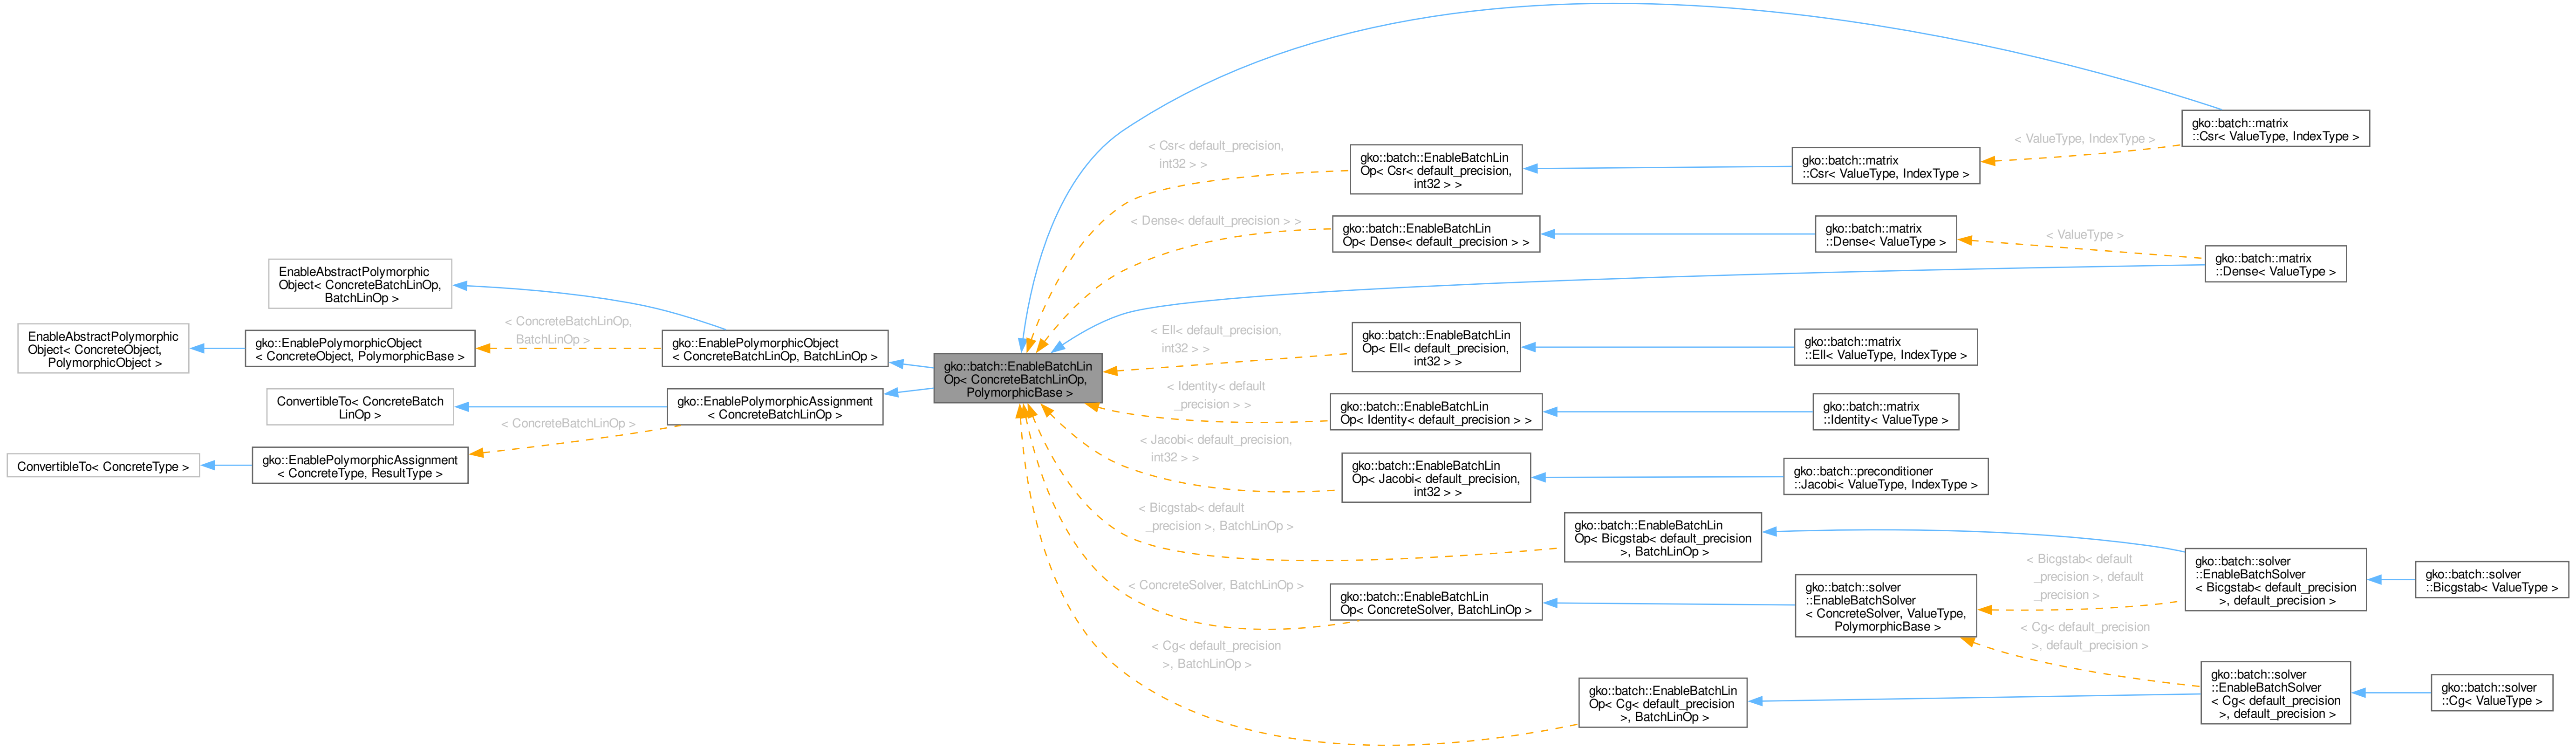 EnableAbstractPolymorphic
Object< ConcreteObject,
PolymorphicObject >
ConvertibleTo< ConcreteType >
EnableAbstractPolymorphic
Object< ConcreteBatchLinOp,
BatchLinOp >
gko::EnablePolymorphicObject
< ConcreteObject, PolymorphicBase >
ConvertibleTo< ConcreteBatch
LinOp >
gko::EnablePolymorphicAssignment
< ConcreteType, ResultType >
< ConcreteBatchLinOp,
BatchLinOp >
< ConcreteBatchLinOp >
gko::EnablePolymorphicObject
< ConcreteBatchLinOp, BatchLinOp >
gko::EnablePolymorphicAssignment
< ConcreteBatchLinOp >
gko::batch::EnableBatchLin
Op< ConcreteBatchLinOp,
PolymorphicBase >
< Csr< default_precision,
int32 > >
< Dense< default_precision > >
< Ell< default_precision,
int32 > >
< Identity< default
_precision > >
< Jacobi< default_precision,
int32 > >
< Bicgstab< default
_precision >, BatchLinOp >
< ConcreteSolver, BatchLinOp >
< Cg< default_precision
>, BatchLinOp >
gko::batch::EnableBatchLin
Op< Csr< default_precision,
int32 > >
gko::batch::EnableBatchLin
Op< Dense< default_precision > >
gko::batch::EnableBatchLin
Op< Ell< default_precision,
int32 > >
gko::batch::EnableBatchLin
Op< Identity< default_precision > >
gko::batch::EnableBatchLin
Op< Jacobi< default_precision,
int32 > >
gko::batch::EnableBatchLin
Op< Bicgstab< default_precision
>, BatchLinOp >
gko::batch::EnableBatchLin
Op< ConcreteSolver, BatchLinOp >
gko::batch::EnableBatchLin
Op< Cg< default_precision
>, BatchLinOp >
gko::batch::matrix
::Csr< ValueType, IndexType >
gko::batch::matrix
::Dense< ValueType >
gko::batch::matrix
::Ell< ValueType, IndexType >
gko::batch::matrix
::Identity< ValueType >
gko::batch::preconditioner
::Jacobi< ValueType, IndexType >
gko::batch::solver
::EnableBatchSolver
< ConcreteSolver, ValueType,
PolymorphicBase >
< ValueType, IndexType >
< ValueType >
< Bicgstab< default
_precision >, default
_precision >
< Cg< default_precision
>, default_precision >
gko::batch::matrix
::Csr< ValueType, IndexType >
gko::batch::matrix
::Dense< ValueType >
gko::batch::solver
::EnableBatchSolver
< Bicgstab< default_precision
>, default_precision >
gko::batch::solver
::EnableBatchSolver
< Cg< default_precision
>, default_precision >
gko::batch::solver
::Bicgstab< ValueType >
gko::batch::solver
::Cg< ValueType >